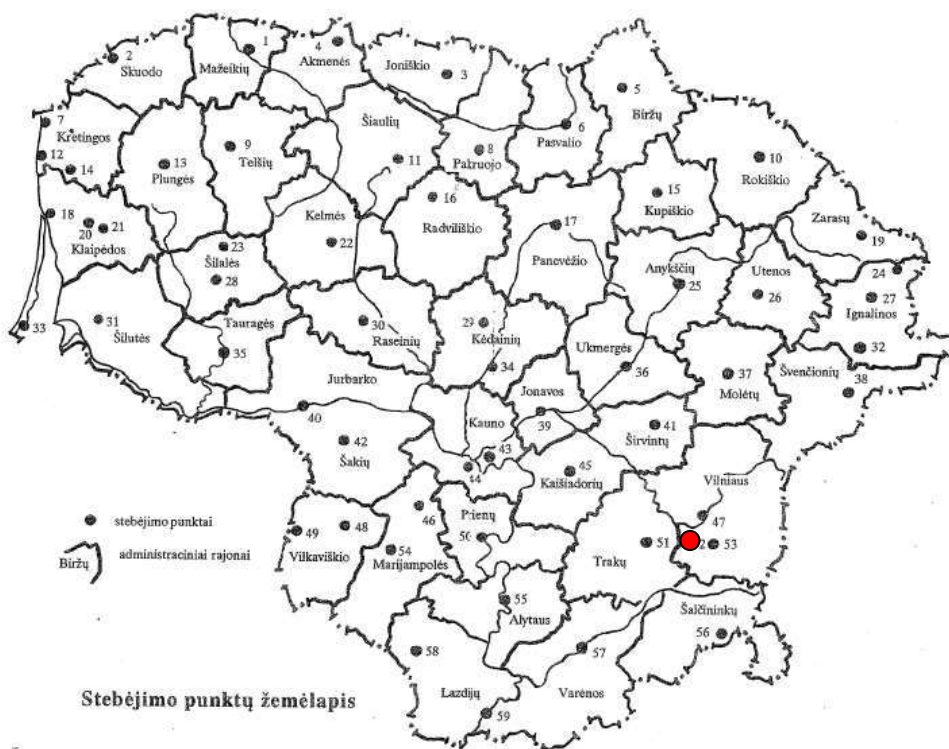 1
2
Skuodo
Mažeikių
4
Akmenės
Joniškio
3
5
Biržų
7
Kretingos
12
14
13
Plungės
9
Telšių
Šiaulių
11
8
Pakruojo
6
Pasvalio
10
Rokiškio
15
Kupiškio
16
Radviliškio
17
Panevėžio
18
20
21
Klaipėdos
Kelmės
22
23
Šilalės
28
Zarasų
19
24
Anykščių
25
Utenos
26
27
Ignalinos
33
31
Šilutės
Tauragės
35
30
Raseinių
29
Kėdainių
34
Ukmergės
36
32
37
Molėtų
Švenčionių
38
Jurbarko
40
Jonavos
39
Kauno
43
44
41
Širvintų
42
Šakių
45
Kaišiadorių
Vilniaus
47
46
Prienų
50
49
48
Vilkaviškio
54
Marijampolės
51
Trakų
2
53
stebėjimo punktai
Biržų
administraciniai rajonai
55
Alytaus
Šalčininkų
56
58
57
Lazdijų
Varėnos
59
Stebėjimo punktų žemėlapis